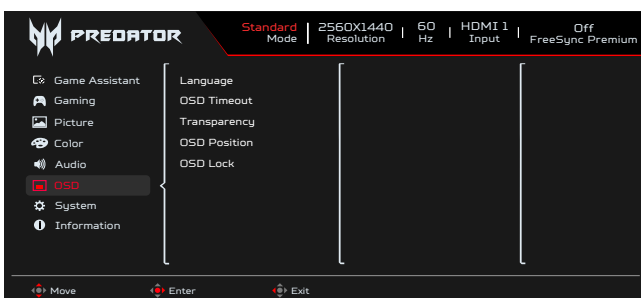 PREDATOR
Standard Mode
2560X1440 Resolution
60 Hz
HDMI 1 Input
Off FreeSync Premium
Game Assistant
Gaming
Picture
Color
Audio
OSD
System
Information
Language
OSD Timeout
Transparency
OSD Position
OSD Lock
Move
Enter
Exit